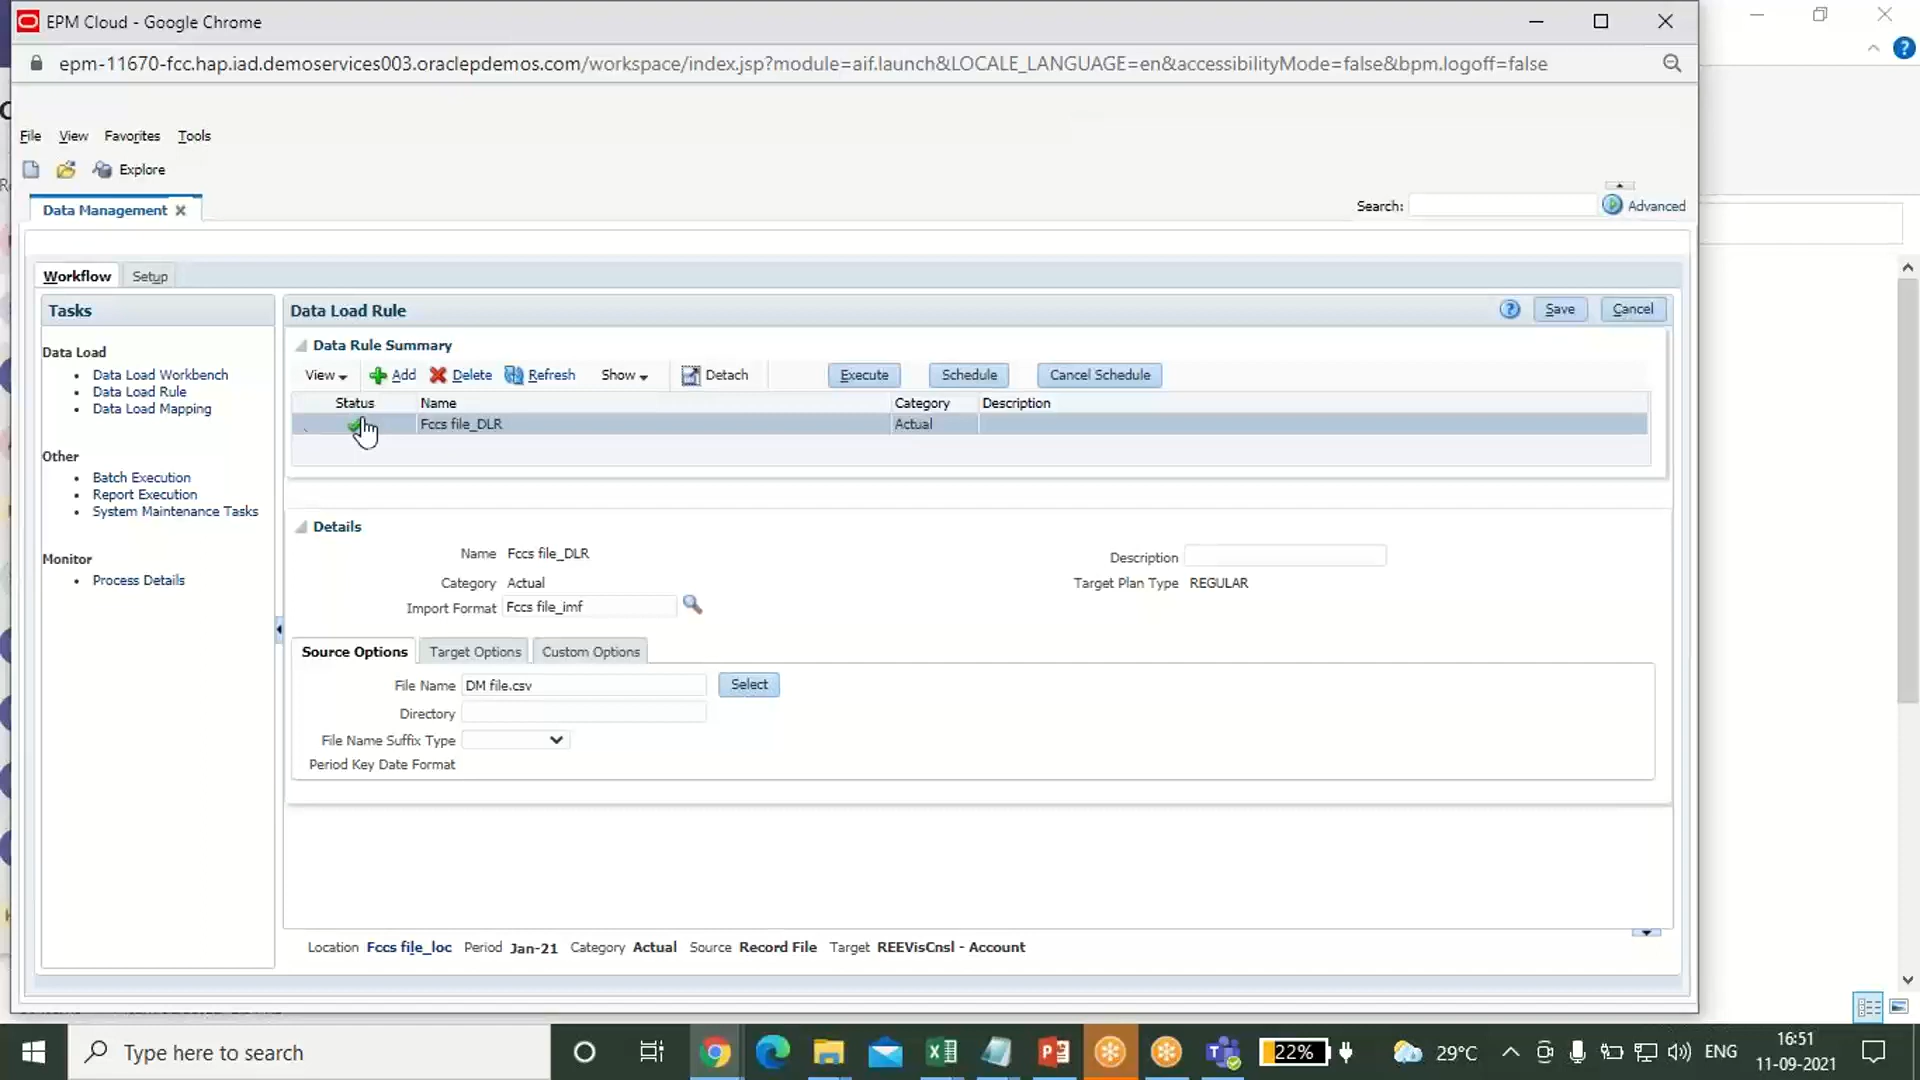 EPM Cloud - Google Chrome
epm-11670-fcc.hap.iad.demoservices003.oraclepdemos.com/workspace/index.jsp?module=aif.launch&LOCALE_LANGUAGE=en&accessibilityMode=false&bpm.logoff=false
File View Favorites Tools
Explore
Data Management
Search: Advanced
Workflow Setup
Tasks
Data Load
Data Load Workbench
Data Load Rule
Data Load Mapping
Other
Batch Execution
Report Execution
System Maintenance Tasks
Monitor
Process Details
Data Load Rule Save Cancel
Data Rule Summary
View Add Delete Refresh Show Detach Execute Schedule Cancel Schedule
Status Name Category Description
Fccs file_DLR Actual
Details
Name Fccs file_DLR Description
Category Actual Target Plan Type REGULAR
Import Format Fccs file_imf
Source Options Target Options Custom Options
File Name DM file.csv Select
Directory
File Name Suffix Type
Period Key Date Format
Location Fccs file_loc Period Jan-21 Category Actual Source Record File Target REEVisCnsl - Account
Type here to search
22% 29°C ENG 16:51
11-09-2021